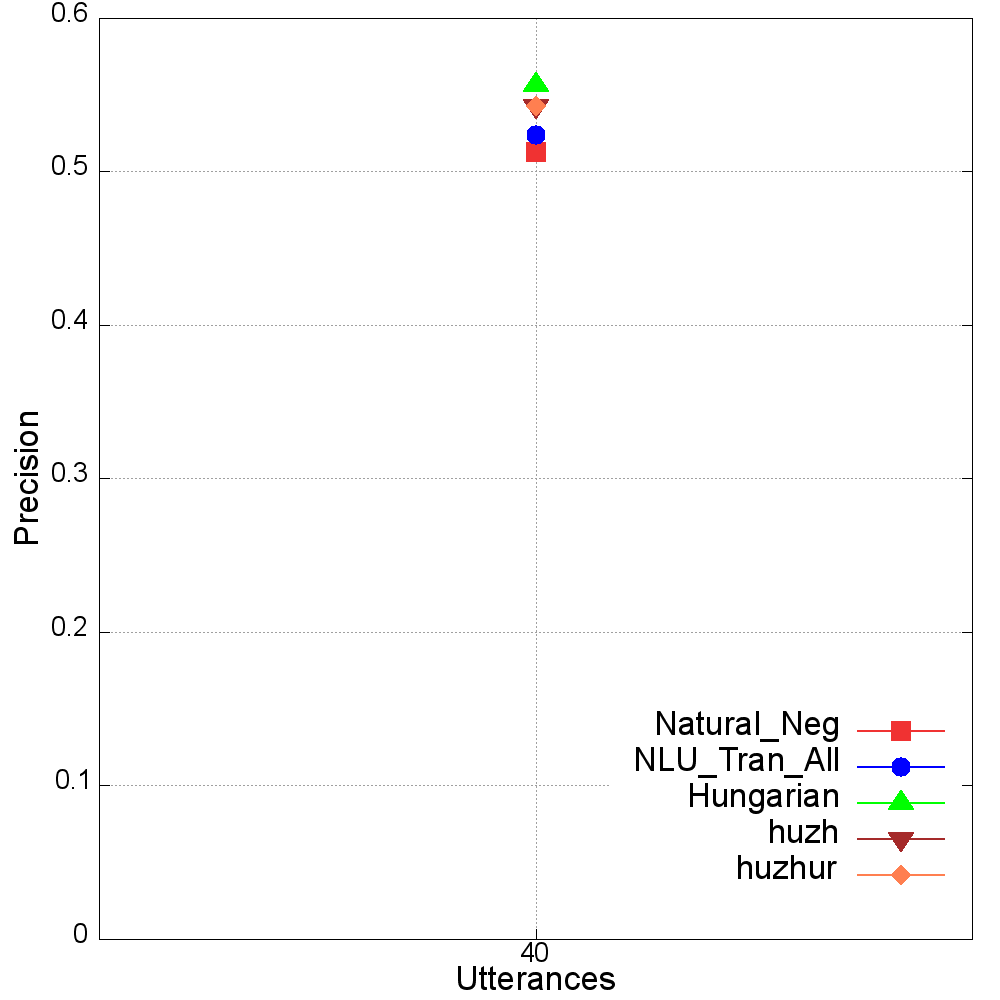 0.6
0.5
0.4
0.3
0.2
0.1
0
Precision
40
Utterances
Natural_Neg
NLU_Tran_All
Hungarian
huzh
huzhur